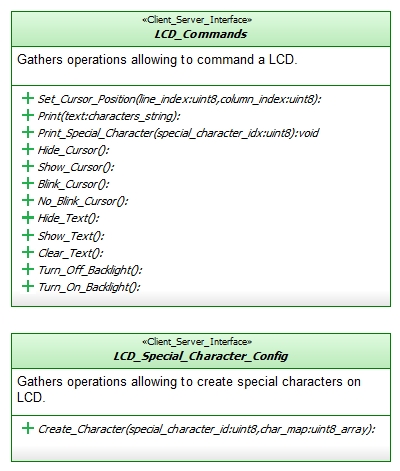 «Client_Server_Interface»
LCD_Commands
Gathers operations allowing to command a LCD.
+ Set_Cursor_Position(line_index:uint8,column_index:uint8):
+ Print(text:characters_string):
+ Print_Special_Character(special_character_idx:uint8):void
+ Hide_Cursor():
+ Show_Cursor():
+ Blink_Cursor():
+ No_Blink_Cursor():
+ Hide_Text():
+ Show_Text():
+ Clear_Text():
+ Turn_Off_Backlight():
+ Turn_On_Backlight():
«Client_Server_Interface»
LCD_Special_Character_Config
Gathers operations allowing to create special characters on
LCD.
+ Create_Character(special_character_id:uint8,char_map:uint8_array):